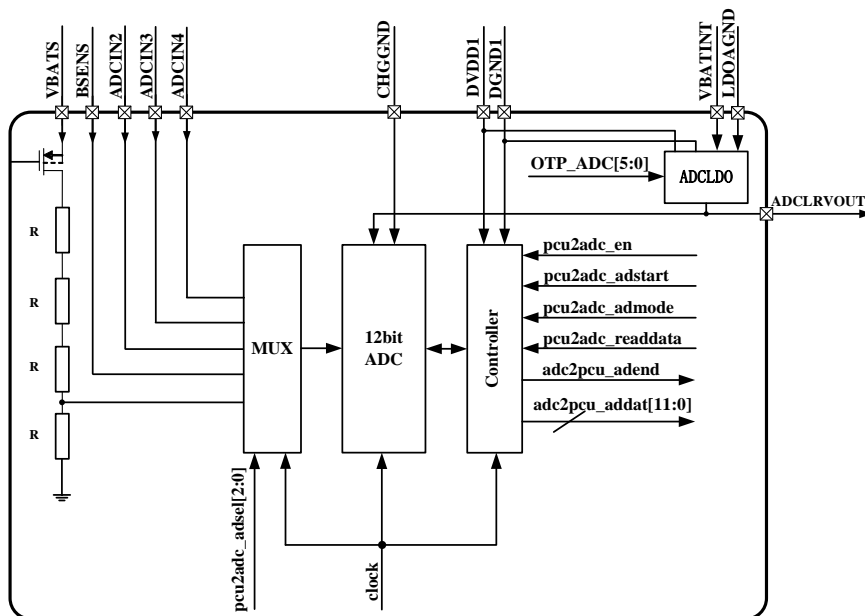 VBATS
BSENS
ADCIN2
ADCIN3
ADCIN4
CHGGND
DVDD1
DGND1
VBATINT
LDOAGND
OTP_ADC[5:0]
ADCLDO
ADCLRVOUT
R
R
R
R
MUX
12bit
ADC
Controller
pcu2adc_en
pcu2adc_adstart
pcu2adc_admode
pcu2adc_readdata
adc2pcu_adend
adc2pcu_addat[11:0]
pcu2adc_adsel[2:0]
clock